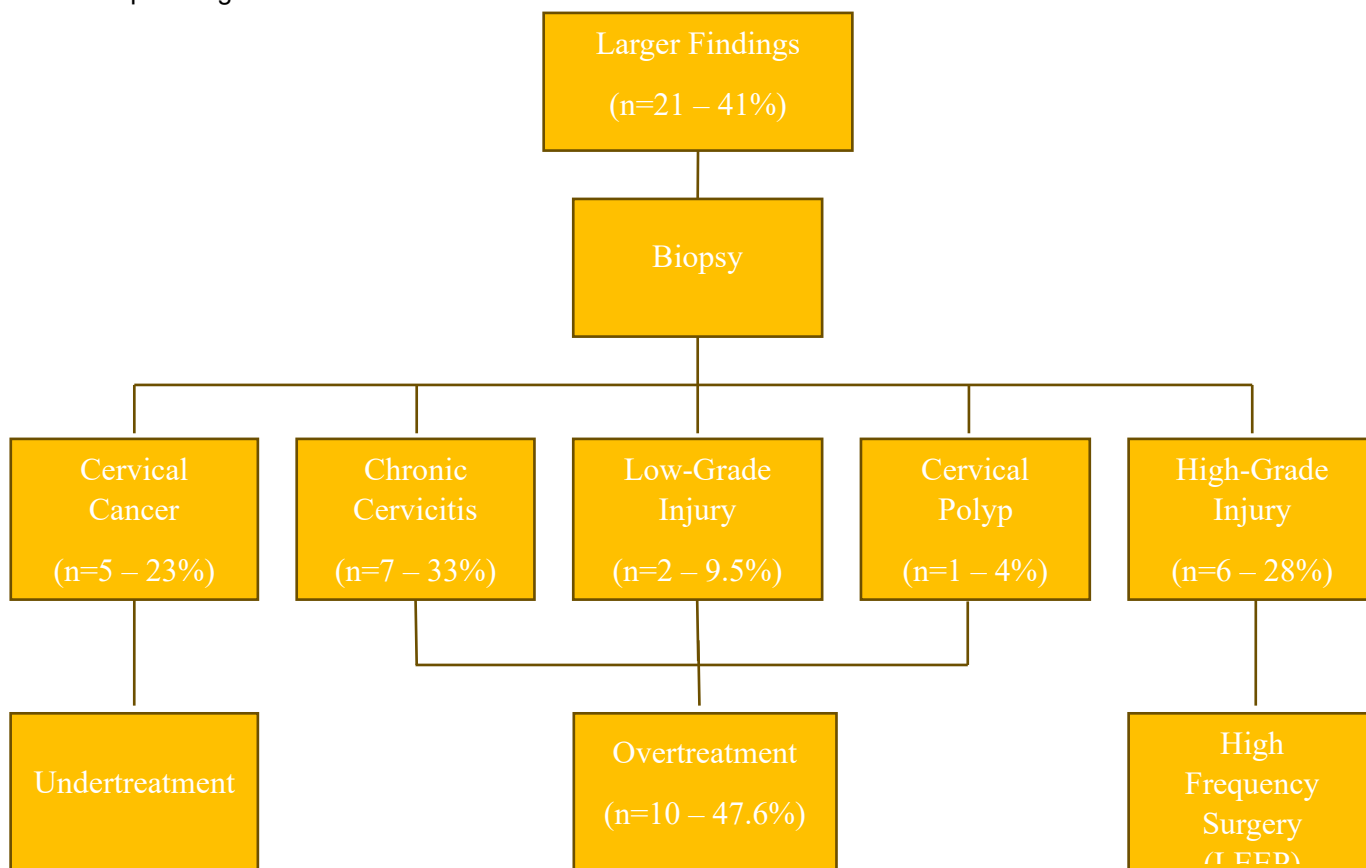 Larger Findings
(n=21 – 41%)
Biopsy
Cervical
Cancer
(n=5 – 23%)
Chronic
Cervicitis
(n=7 – 33%)
Low-Grade
Injury
(n=2 – 9.5%)
Cervical
Polyp
(n=1 – 4%)
High-Grade
Injury
(n=6 – 28%)
Undertreatment
Overtreatment
(n=10 – 47.6%)
High
Frequency
Surgery
(LEEP)